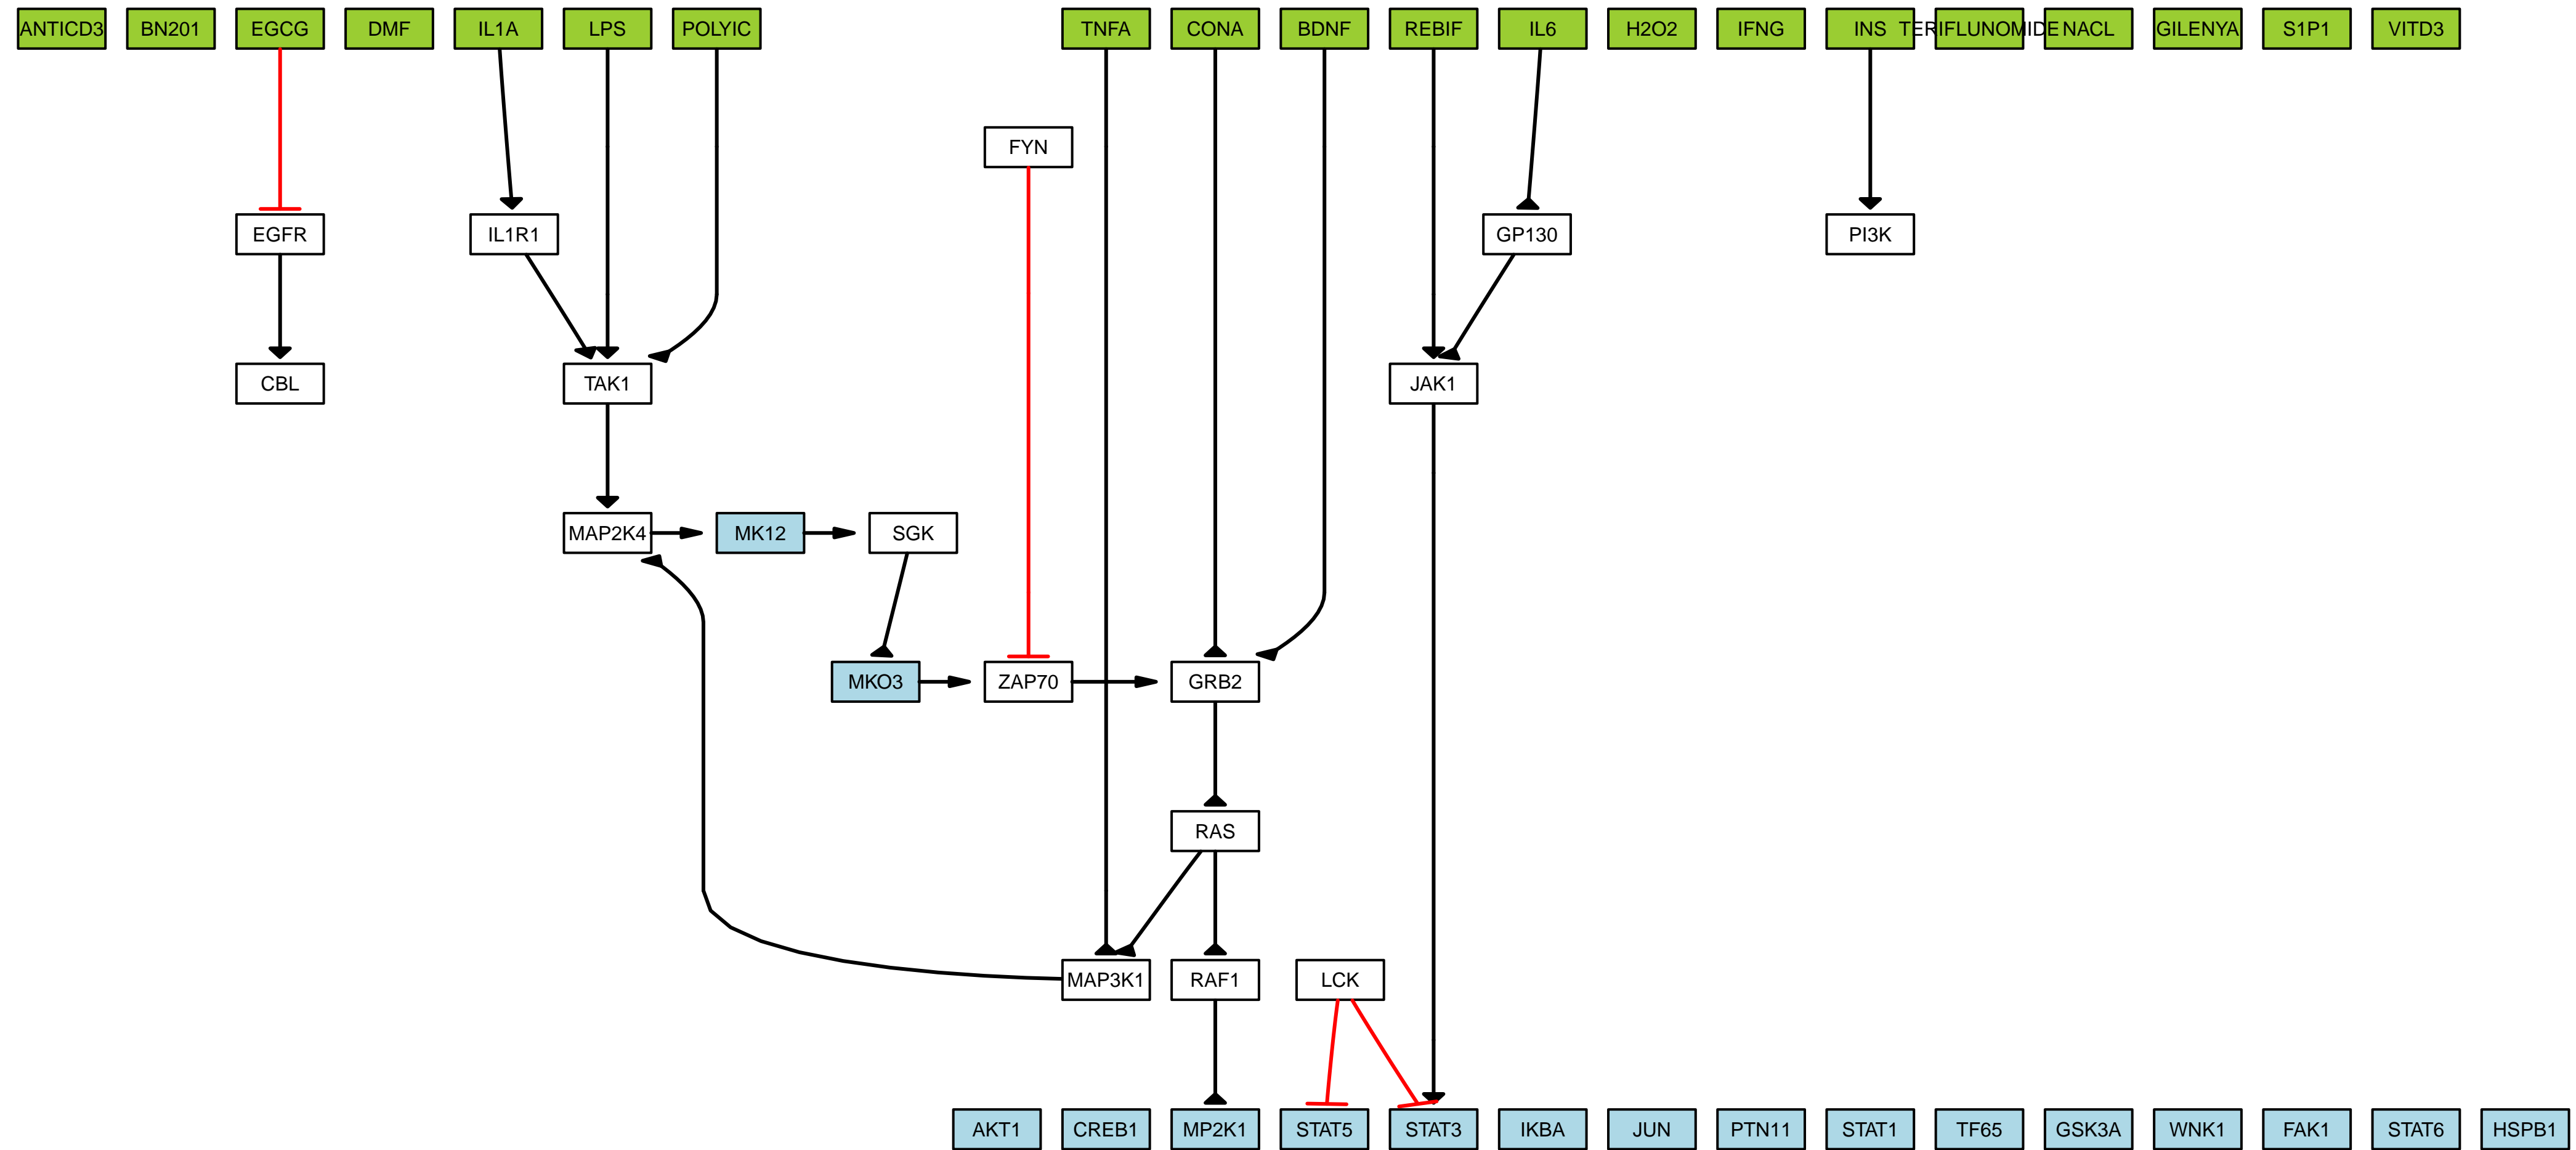 ANTICD3
BN201
EGCG
DMF
IL1A
LPS
POLYIC
TNFA
CONA
BDNF
REBIF
IL6
H2O2
IFNG
INS
TERIFLUNOMIDE
NACL
GILENYA
S1P1
VITD3
FYN
EGFR
IL1R1
GP130
PI3K
CBL
TAK1
JAK1
MAP2K4
MK12
SGK
MKO3
ZAP70
GRB2
RAS
MAP3K1
RAF1
LCK
AKT1
CREB1
MP2K1
STAT5
STAT3
IKBA
JUN
PTN11
STAT1
TF65
GSK3A
WNK1
FAK1
STAT6
HSPB1